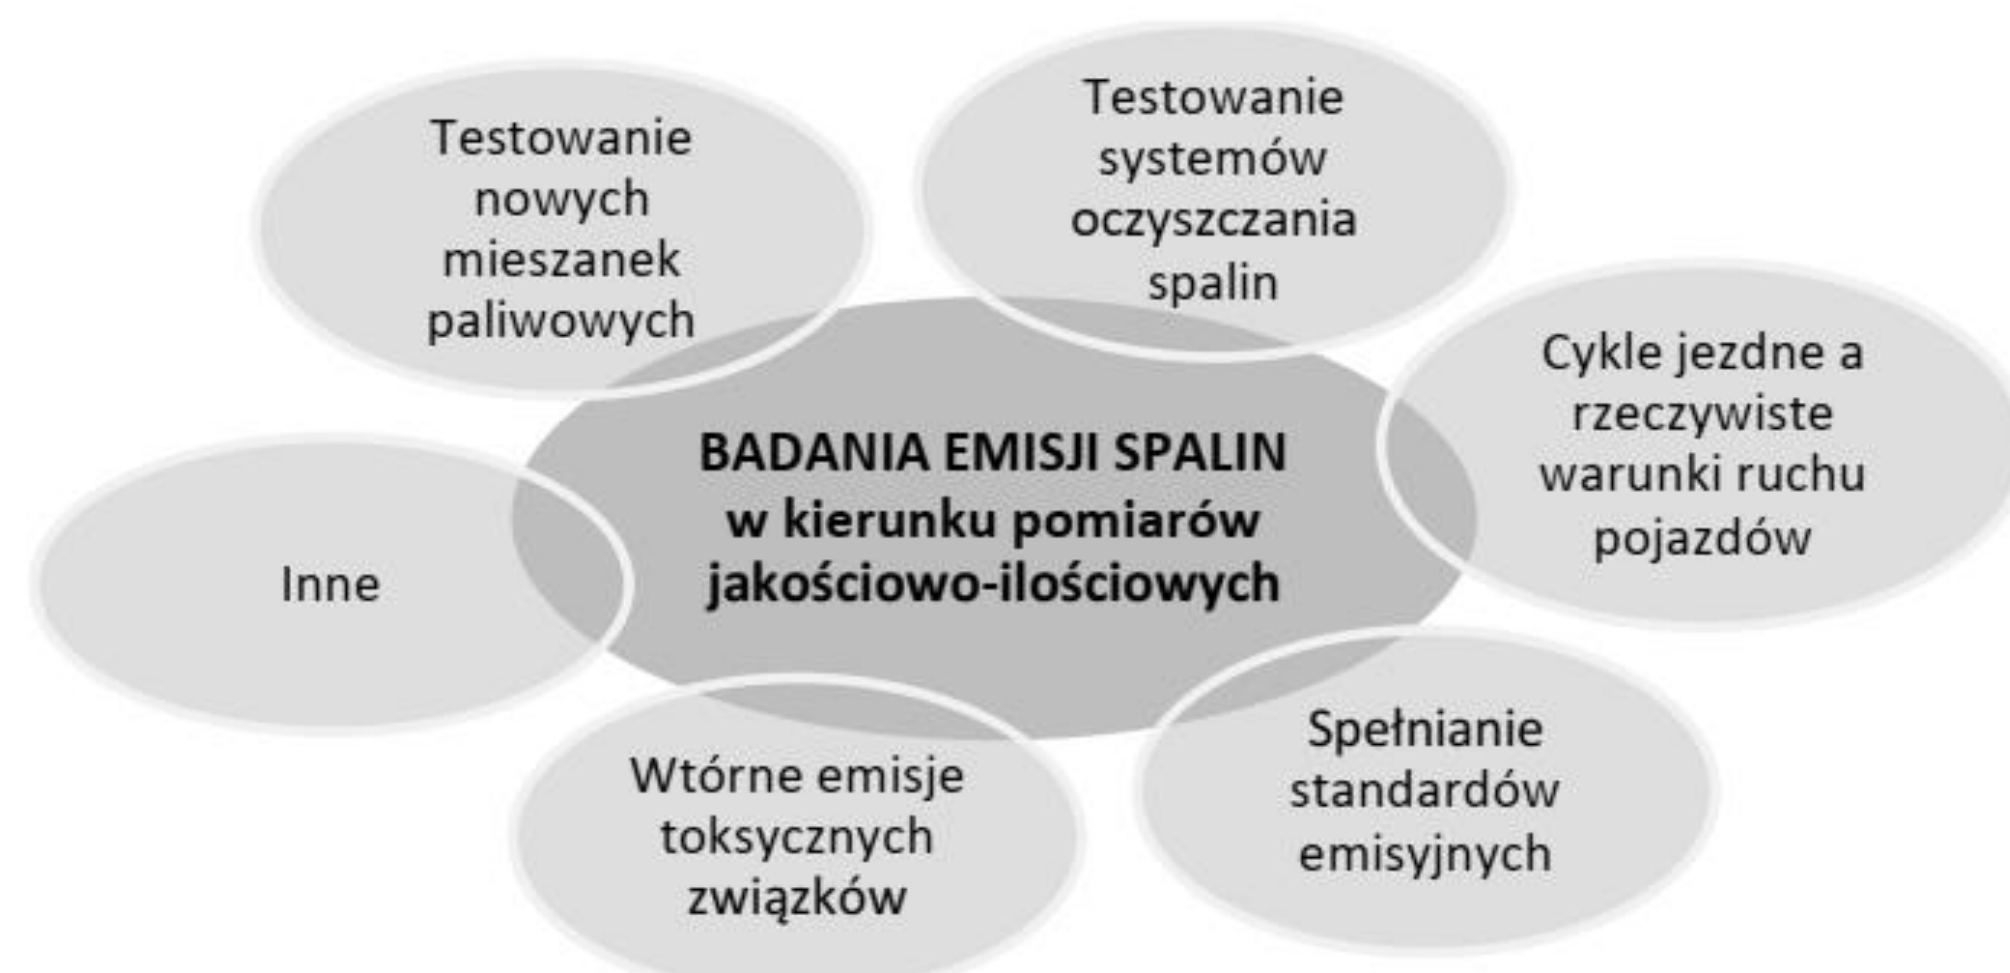 Testowanie
nowych
mieszanek
paliwowych
Testowanie
systemów
oczyszczania
spalin
Cykle jezdne a
rzeczywiste
warunki ruchu
pojazdów
BADANIA EMISJI SPALIN
w kierunku pomiarów
jakościowo-ilościowych
Inne
Wtórne emisje
toksycznych
związków
Spełnianie
standardów
emisyjnych